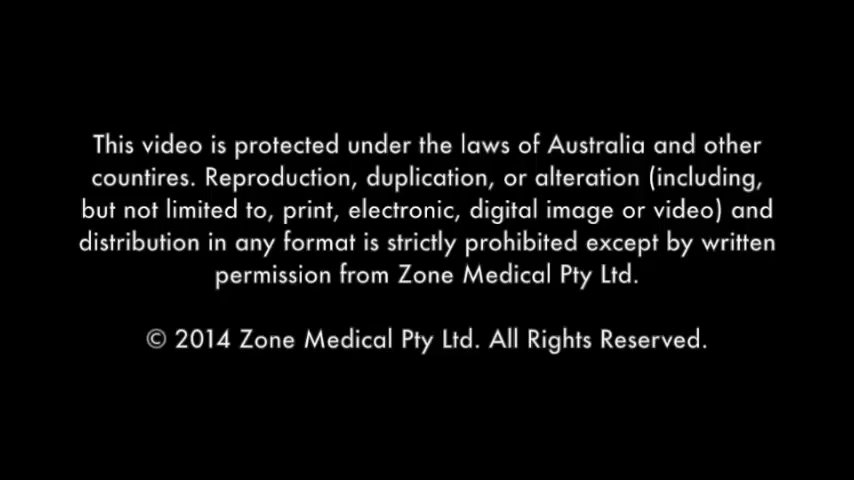 This video is protected under the laws of Australia and other
countires. Reproduction, duplication, or alteration (including,
but not limited to, print, electronic, digital image or video) and
distribution in any format is strictly prohibited except by written
permission from Zone Medical Pty Ltd.
© 2014 Zone Medical Pty Ltd. All Rights Reserved.